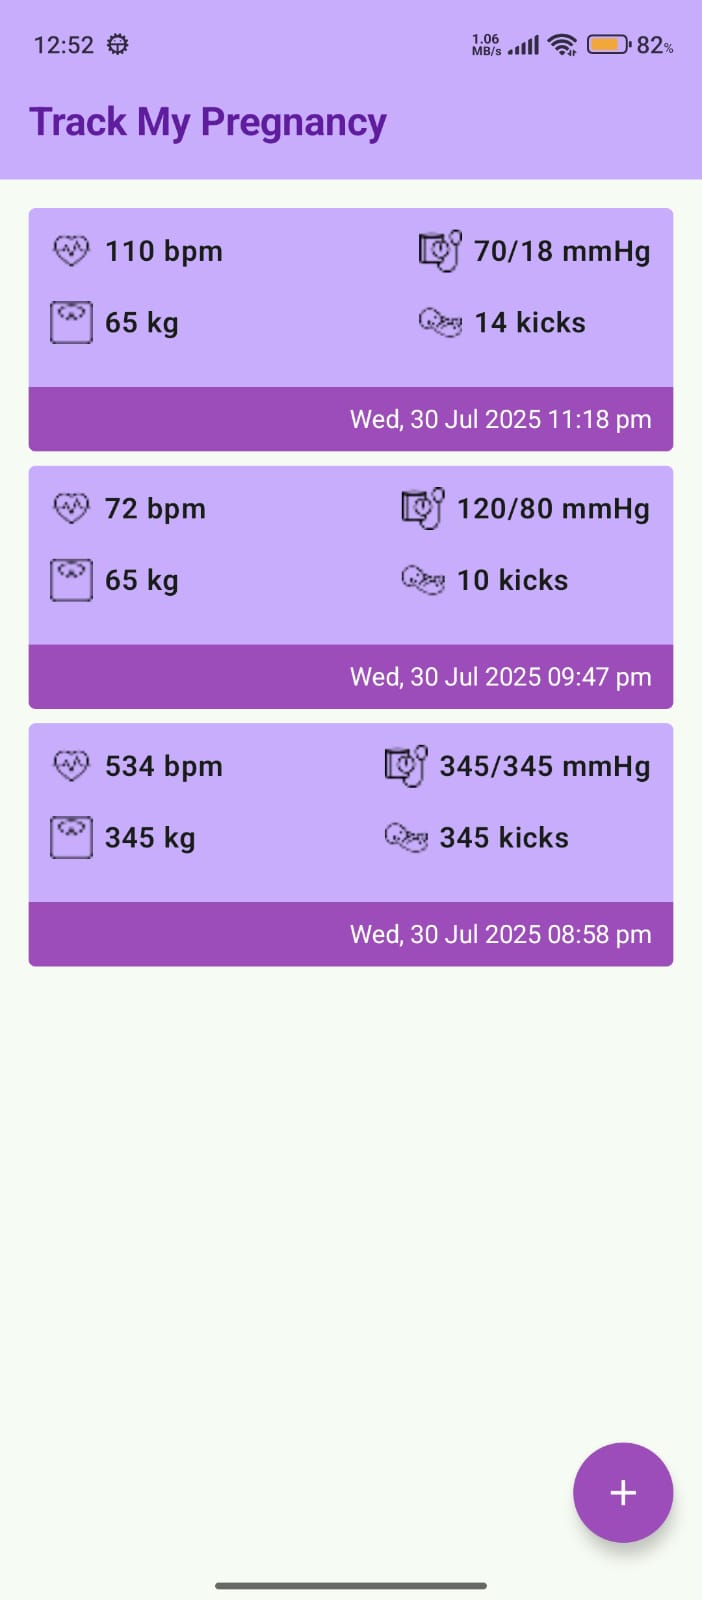 12:52 1.06 MB/s 82%
Track My Pregnancy
110 bpm 70/18 mmHg
65 kg 14 kicks
Wed, 30 Jul 2025 11:18 pm
72 bpm 120/80 mmHg
65 kg 10 kicks
Wed, 30 Jul 2025 09:47 pm
534 bpm 345/345 mmHg
345 kg 345 kicks
Wed, 30 Jul 2025 08:58 pm
+